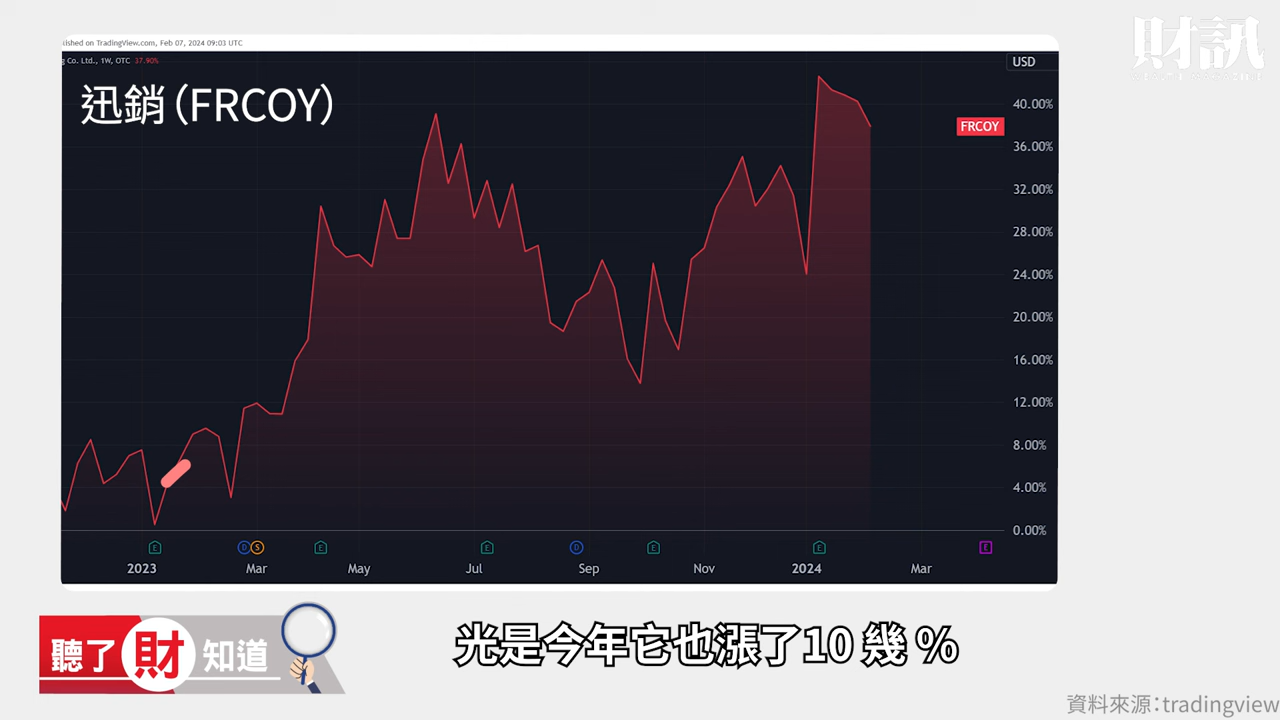 財訊
ished on TradingView.com, Feb 07, 2024 09:03 UTC
g Co. Ltd., 1W, OTC 37.90%
USD
迅銷(FRCOY)
40.00%
FRCOY
36.00%
32.00%
28.00%
24.00%
20.00%
16.00%
12.00%
8.00%
4.00%
0.00%
E D S E E D E E E
2023 Mar May Jul Sep Nov 2024 Mar
聽了財知道
光是今年它也漲了10幾%
資料來源:tradingview